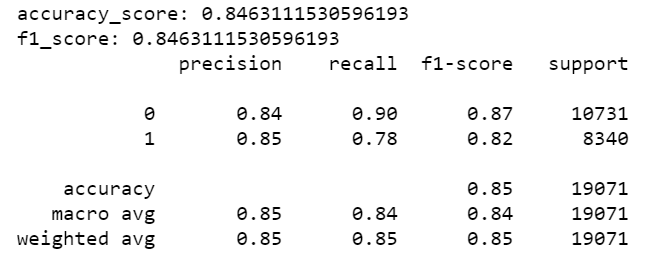 accuracy_score: 0.8463111530596193
f1_score: 0.8463111530596193
precision recall f1-score support
0 0.84 0.90 0.87 10731
1 0.85 0.78 0.82 8340
accuracy 0.85 19071
macro avg 0.85 0.84 0.84 19071
weighted avg 0.85 0.85 0.85 19071